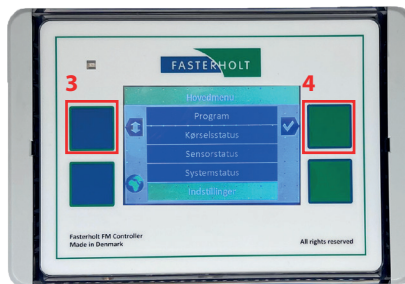 FASTERHOLT
3
4
Hovedmenu
Program
Kørselsstatus
Sensorstatus
Systemstatus
Indstillinger
Fasterholt FM Controller
Made in Denmark
All rights reserved